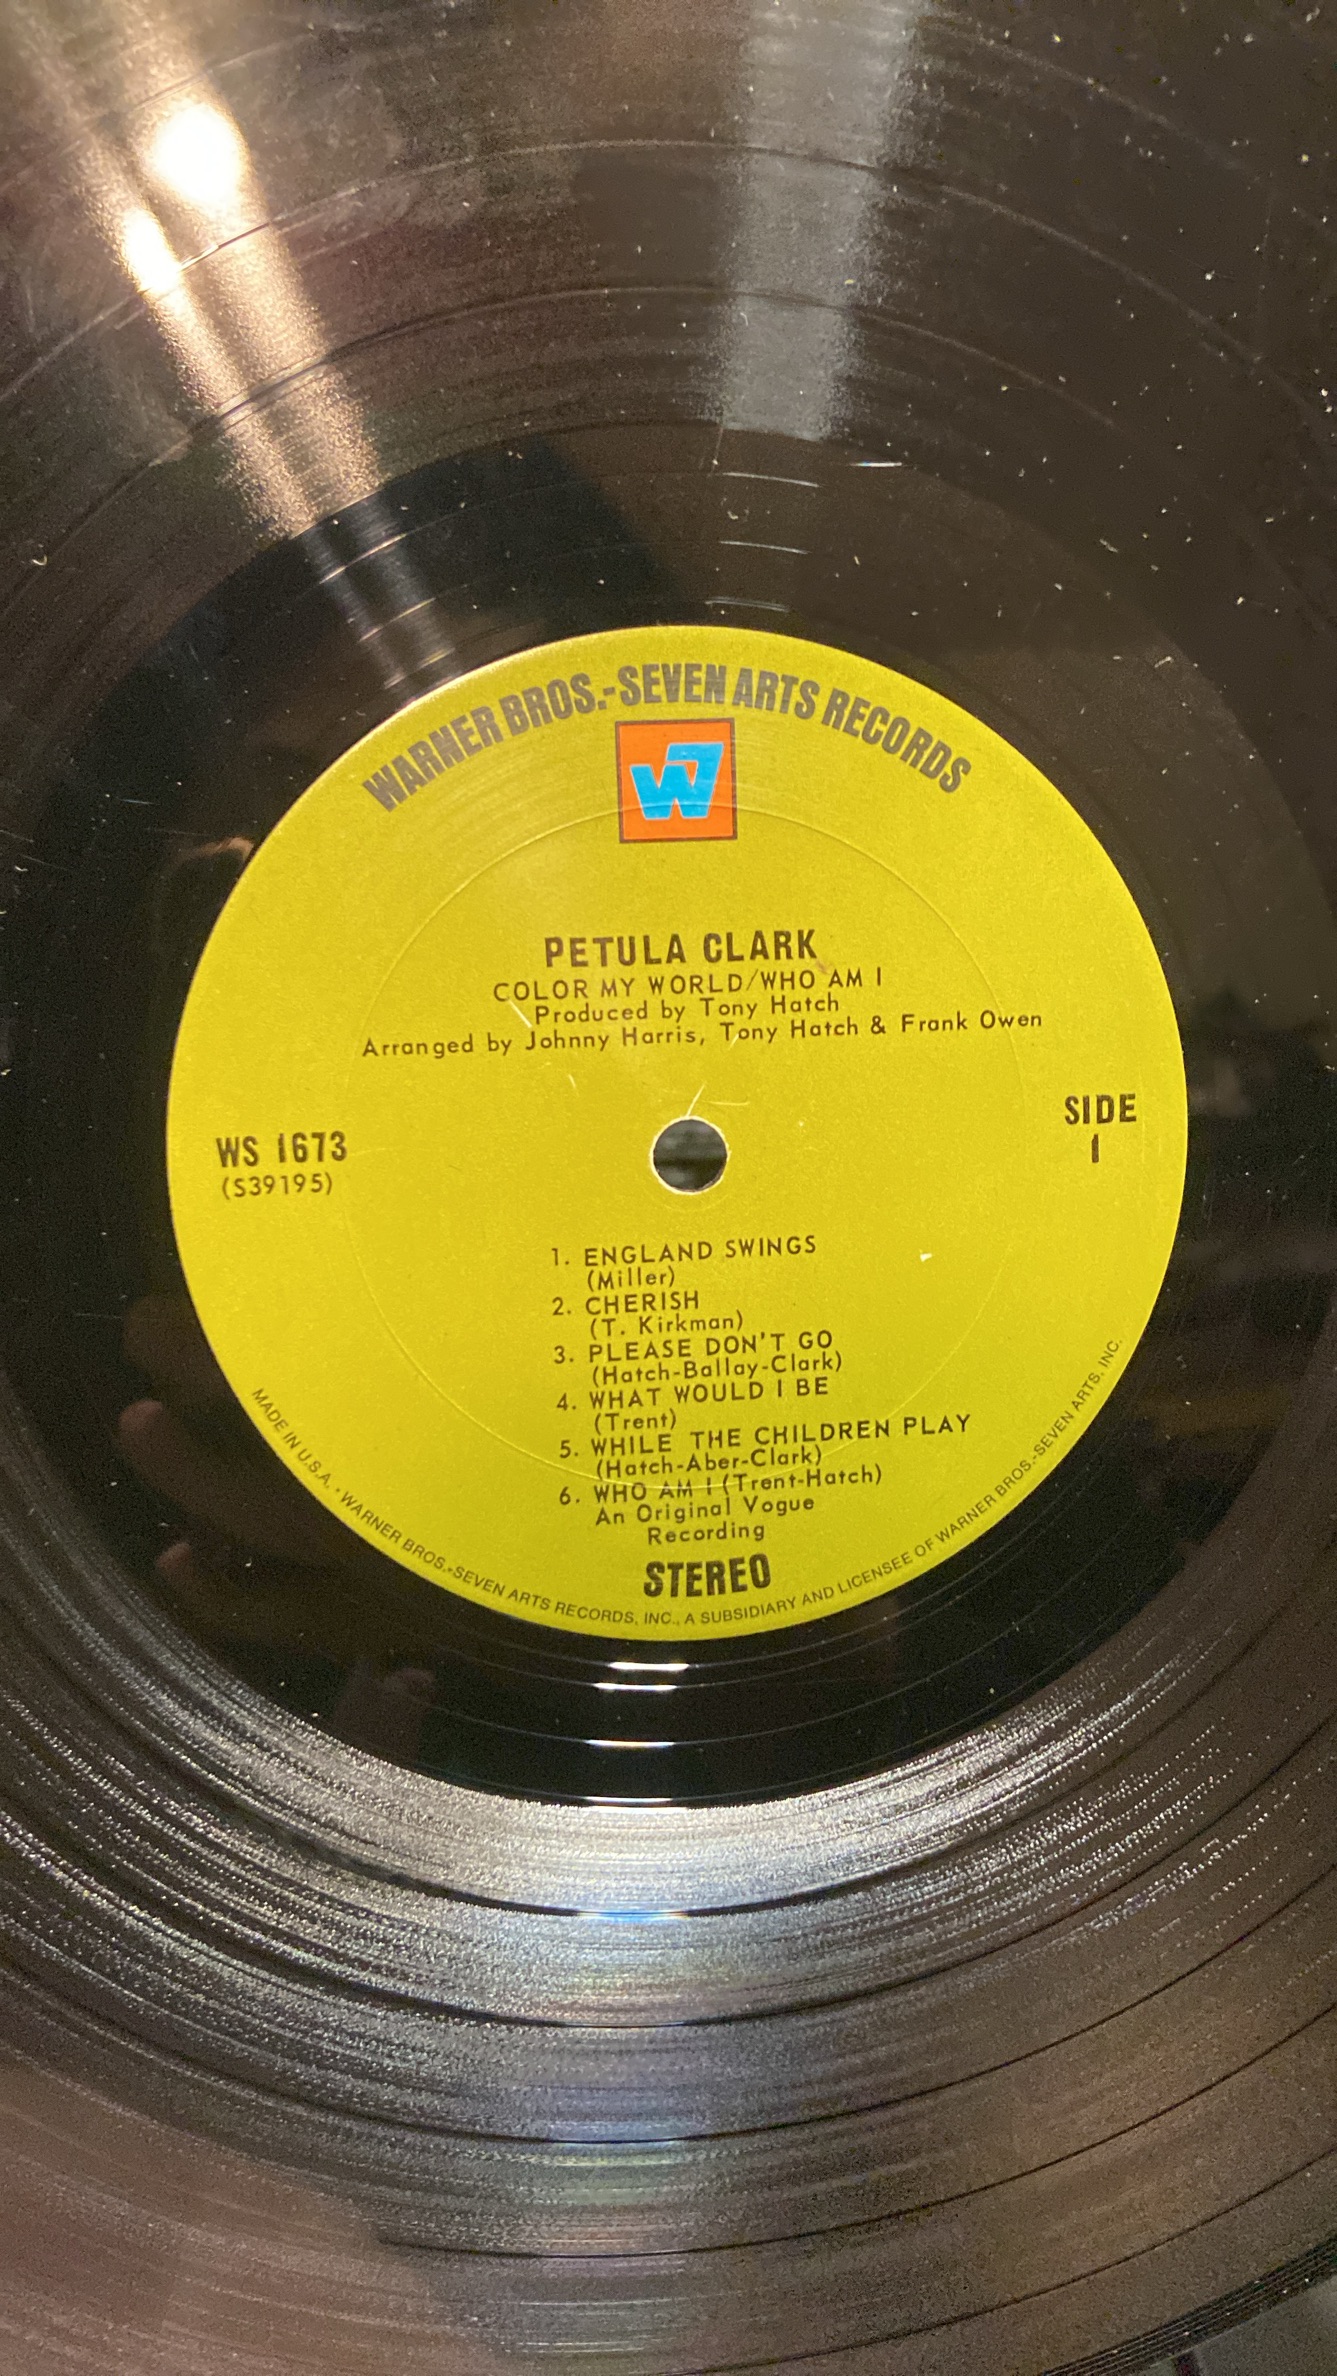 WARNER BROS.-SEVEN ARTS RECORDS
W7
PETULA CLARK
COLOR MY WORLD/WHO AM I
Produced by Tony Hatch
Arranged by Johnny Harris, Tony Hatch & Frank Owen
WS 1673
(S39195)
SIDE
1
1. ENGLAND SWINGS
(Miller)
2. CHERISH
(T. Kirkman)
3. PLEASE DON'T GO
(Hatch-Ballay-Clark)
4. WHAT WOULD I BE
(Trent)
5. WHILE THE CHILDREN PLAY
(Hatch-Aber-Clark)
6. WHO AM I (Trent-Hatch)
An Original Vogue
Recording
STEREO
MADE IN U.S.A. • WARNER BROS.-SEVEN ARTS RECORDS, INC., A SUBSIDIARY AND LICENSEE OF WARNER BROS.-SEVEN ARTS, INC.